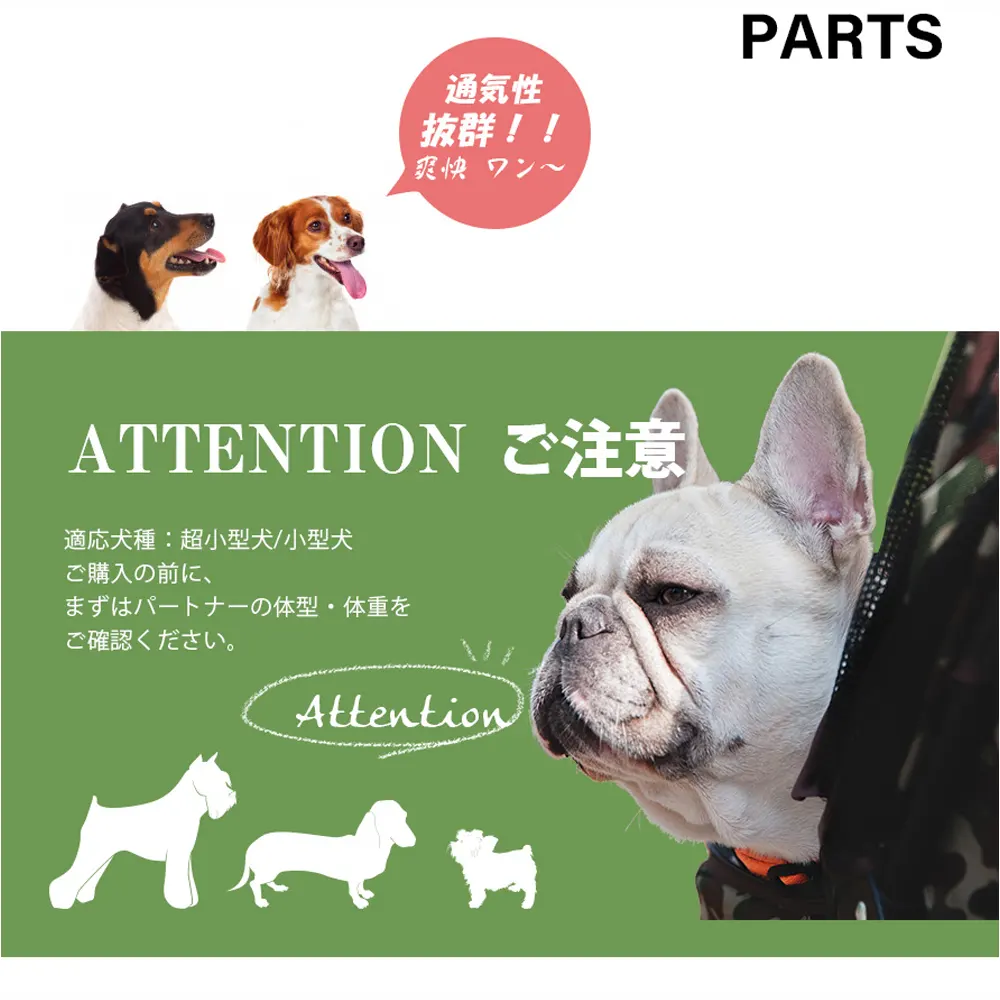 PARTS
通気性
抜群！！
爽快 ワン～
ATTENTION ご注意
適応犬種：超小型犬/小型犬
ご購入の前に、
まずはパートナーの体型・体重を
ご確認ください。
Attention